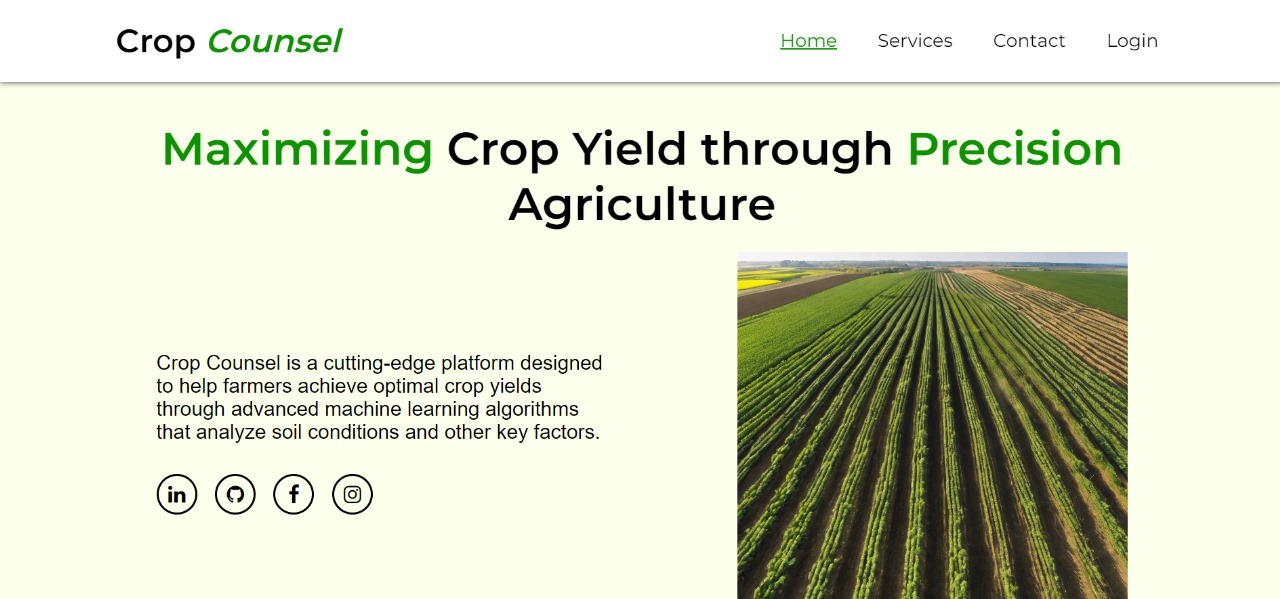 Crop Counsel
Home Services Contact Login
Maximizing Crop Yield through Precision
Agriculture
Crop Counsel is a cutting-edge platform designed
to help farmers achieve optimal crop yields
through advanced machine learning algorithms
that analyze soil conditions and other key factors.
in
f